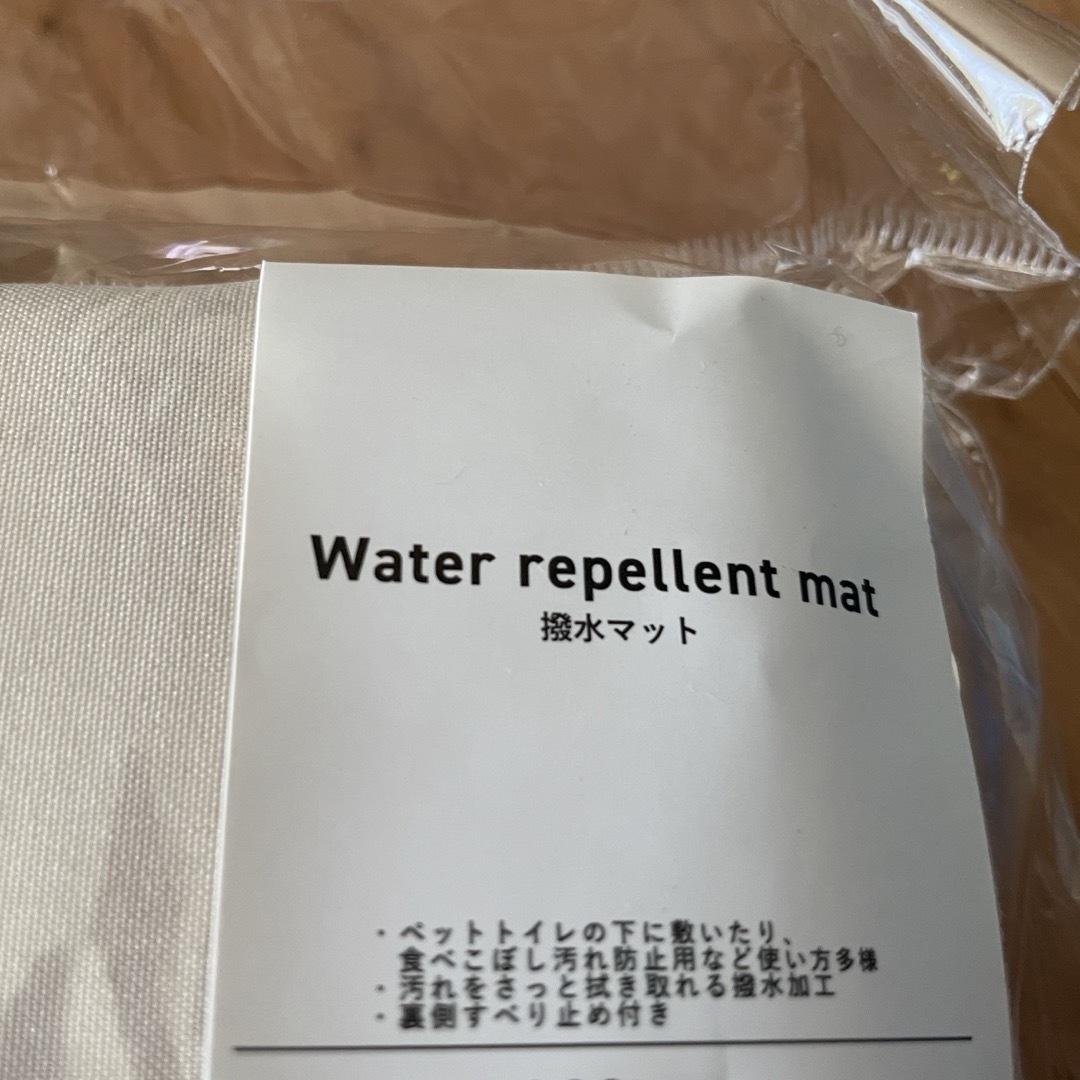 Water repellent mat
撥水マット
・ペットトイレの下に敷いたり、
食べこぼし汚れ防止用など使い方多様
・汚れをさっと拭き取れる撥水加工
・裏側すべり止め付き